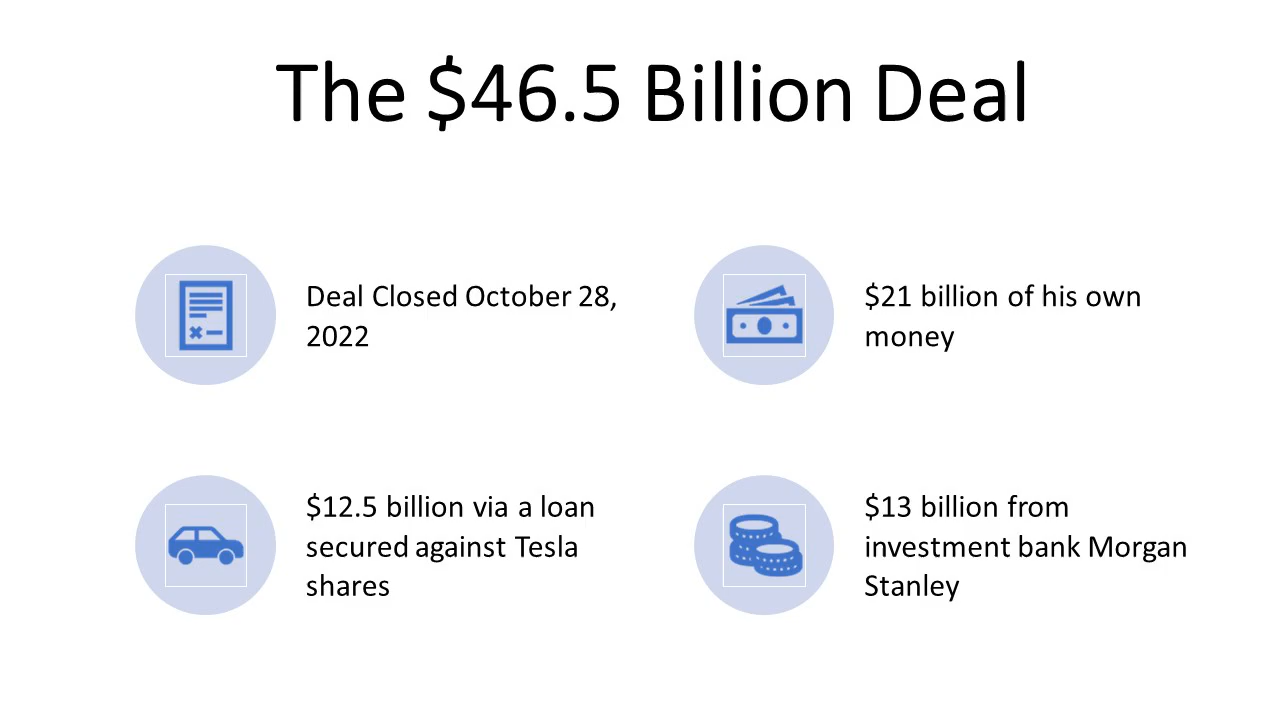 The $46.5 Billion Deal
Deal Closed October 28,
2022
$21 billion of his own
money
$12.5 billion via a loan
secured against Tesla
shares
$13 billion from
investment bank Morgan
Stanley